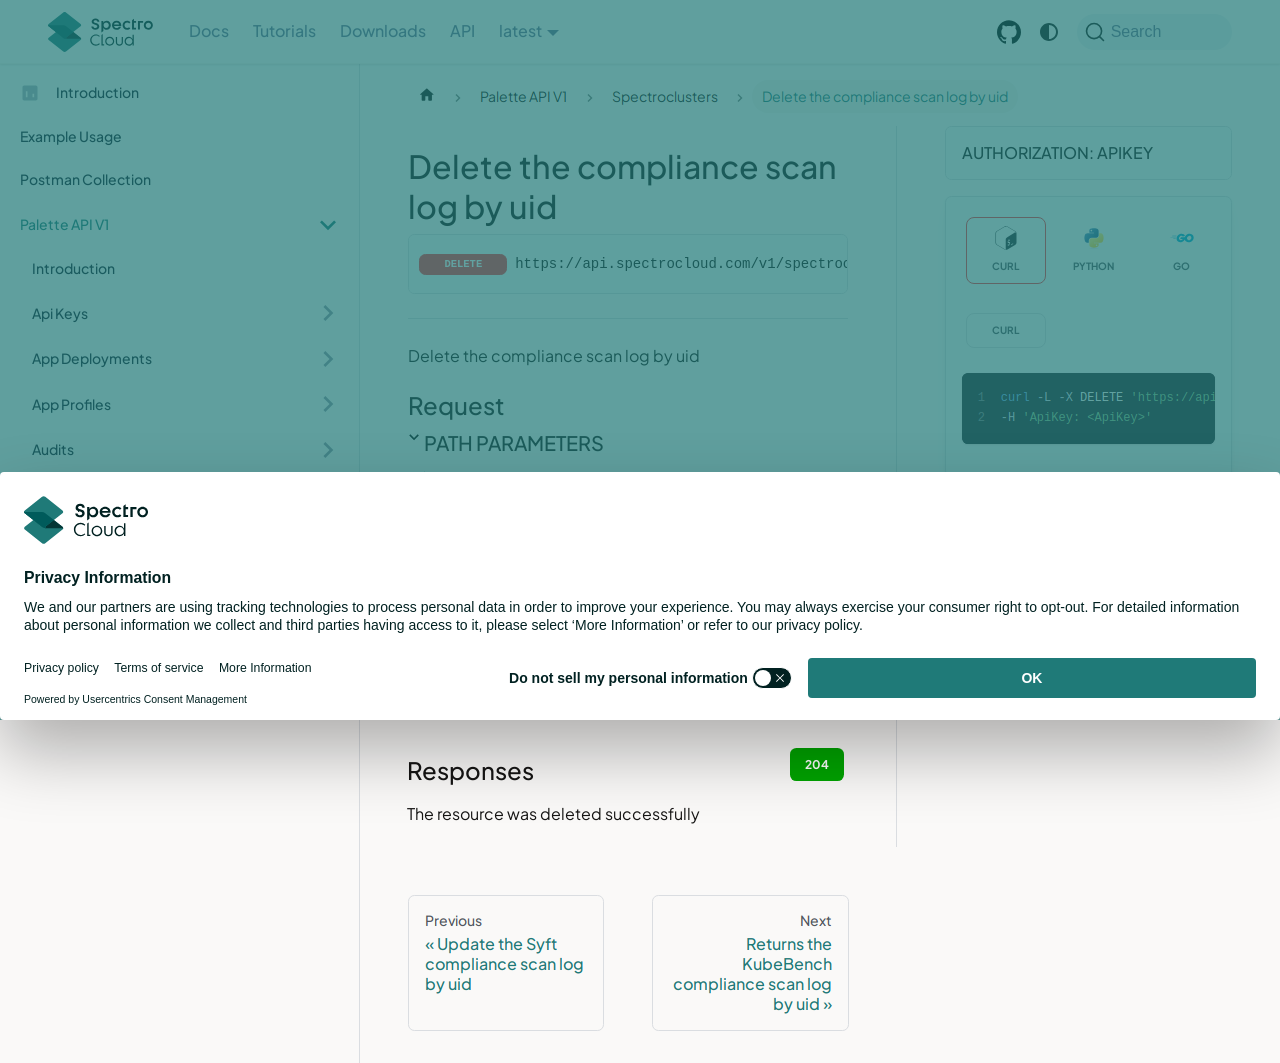 Spectro Cloud
Docs
Tutorials
Downloads
API
latest
Search
Introduction
Example Usage
Postman Collection
Palette API V1
Introduction
Api Keys
App Deployments
App Profiles
Audits
Palette API V1
Spectroclusters
Delete the compliance scan log by uid
Delete the compliance scan
log by uid
DELETE
https://api.spectrocloud.com/v1/spectroc
Delete the compliance scan log by uid
Request
PATH PARAMETERS
AUTHORIZATION: APIKEY
CURL
PYTHON
GO
CURL
1 curl -L -X DELETE 'https://api
2 -H 'ApiKey: <ApiKey>'
Spectro Cloud
Privacy Information
We and our partners are using tracking technologies to process personal data in order to improve your experience. You may always exercise your consumer right to opt-out. For detailed information
about personal information we collect and third parties having access to it, please select ‘More Information’ or refer to our privacy policy.
Privacy policy
Terms of service
More Information
Do not sell my personal information
OK
Powered by Usercentrics Consent Management
Responses
204
The resource was deleted successfully
Previous
« Update the Syft
compliance scan log
by uid
Next
Returns the
KubeBench
compliance scan log
by uid »